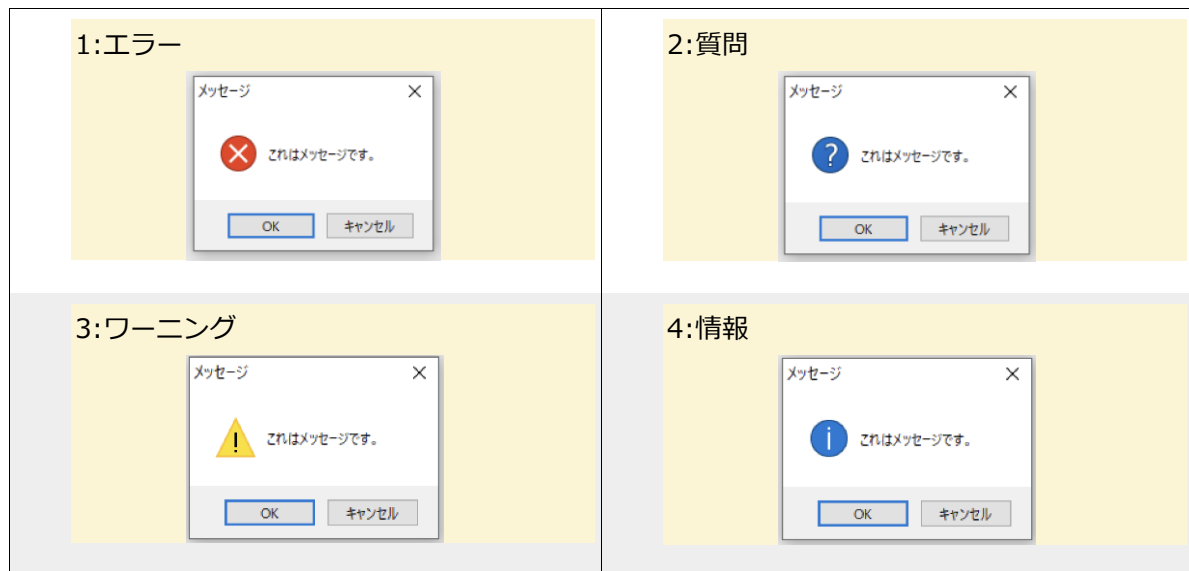 1:エラー
メッセージ
これはメッセージです。
OK キャンセル
2:質問
メッセージ
これはメッセージです。
OK キャンセル
3:ワーニング
メッセージ
これはメッセージです。
OK キャンセル
4:情報
メッセージ
これはメッセージです。
OK キャンセル